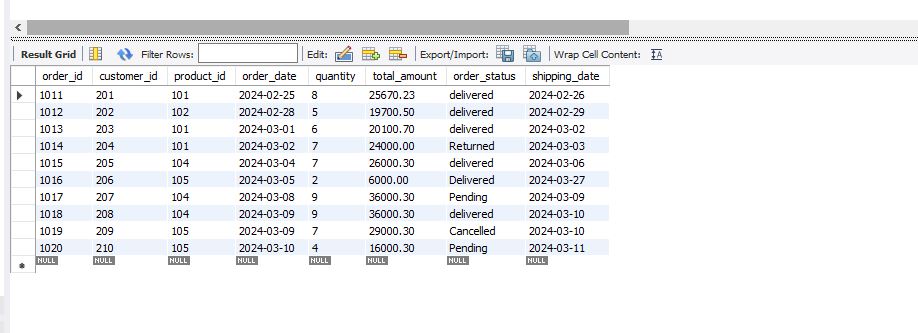 Result Grid Filter Rows: Edit: Export/Import: Wrap Cell Content:
order_id customer_id product_id order_date quantity total_amount order_status shipping_date
1011 201 101 2024-02-25 8 25670.23 delivered 2024-02-26
1012 202 102 2024-02-28 5 19700.50 delivered 2024-02-29
1013 203 101 2024-03-01 6 20100.70 delivered 2024-03-02
1014 204 101 2024-03-02 7 24000.00 Returned 2024-03-03
1015 205 104 2024-03-04 7 26000.30 delivered 2024-03-06
1016 206 105 2024-03-05 2 6000.00 Delivered 2024-03-27
1017 207 104 2024-03-08 9 36000.30 Pending 2024-03-09
1018 208 104 2024-03-09 9 36000.30 delivered 2024-03-10
1019 209 105 2024-03-09 7 29000.30 Cancelled 2024-03-10
1020 210 105 2024-03-10 4 16000.30 Pending 2024-03-11
NULL NULL NULL NULL NULL NULL NULL NULL